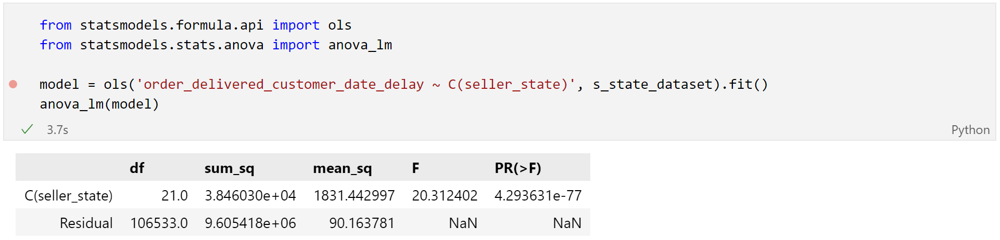 from statsmodels.formula.api import ols
from statsmodels.stats.anova import anova_lm
model = ols('order_delivered_customer_date_delay ~ C(seller_state)', s_state_dataset).fit()
anova_lm(model)
3.7s Python
df sum_sq mean_sq F PR(>F)
C(seller_state) 21.0 3.846030e+04 1831.442997 20.312402 4.293631e-77
Residual 106533.0 9.605418e+06 90.163781 NaN NaN